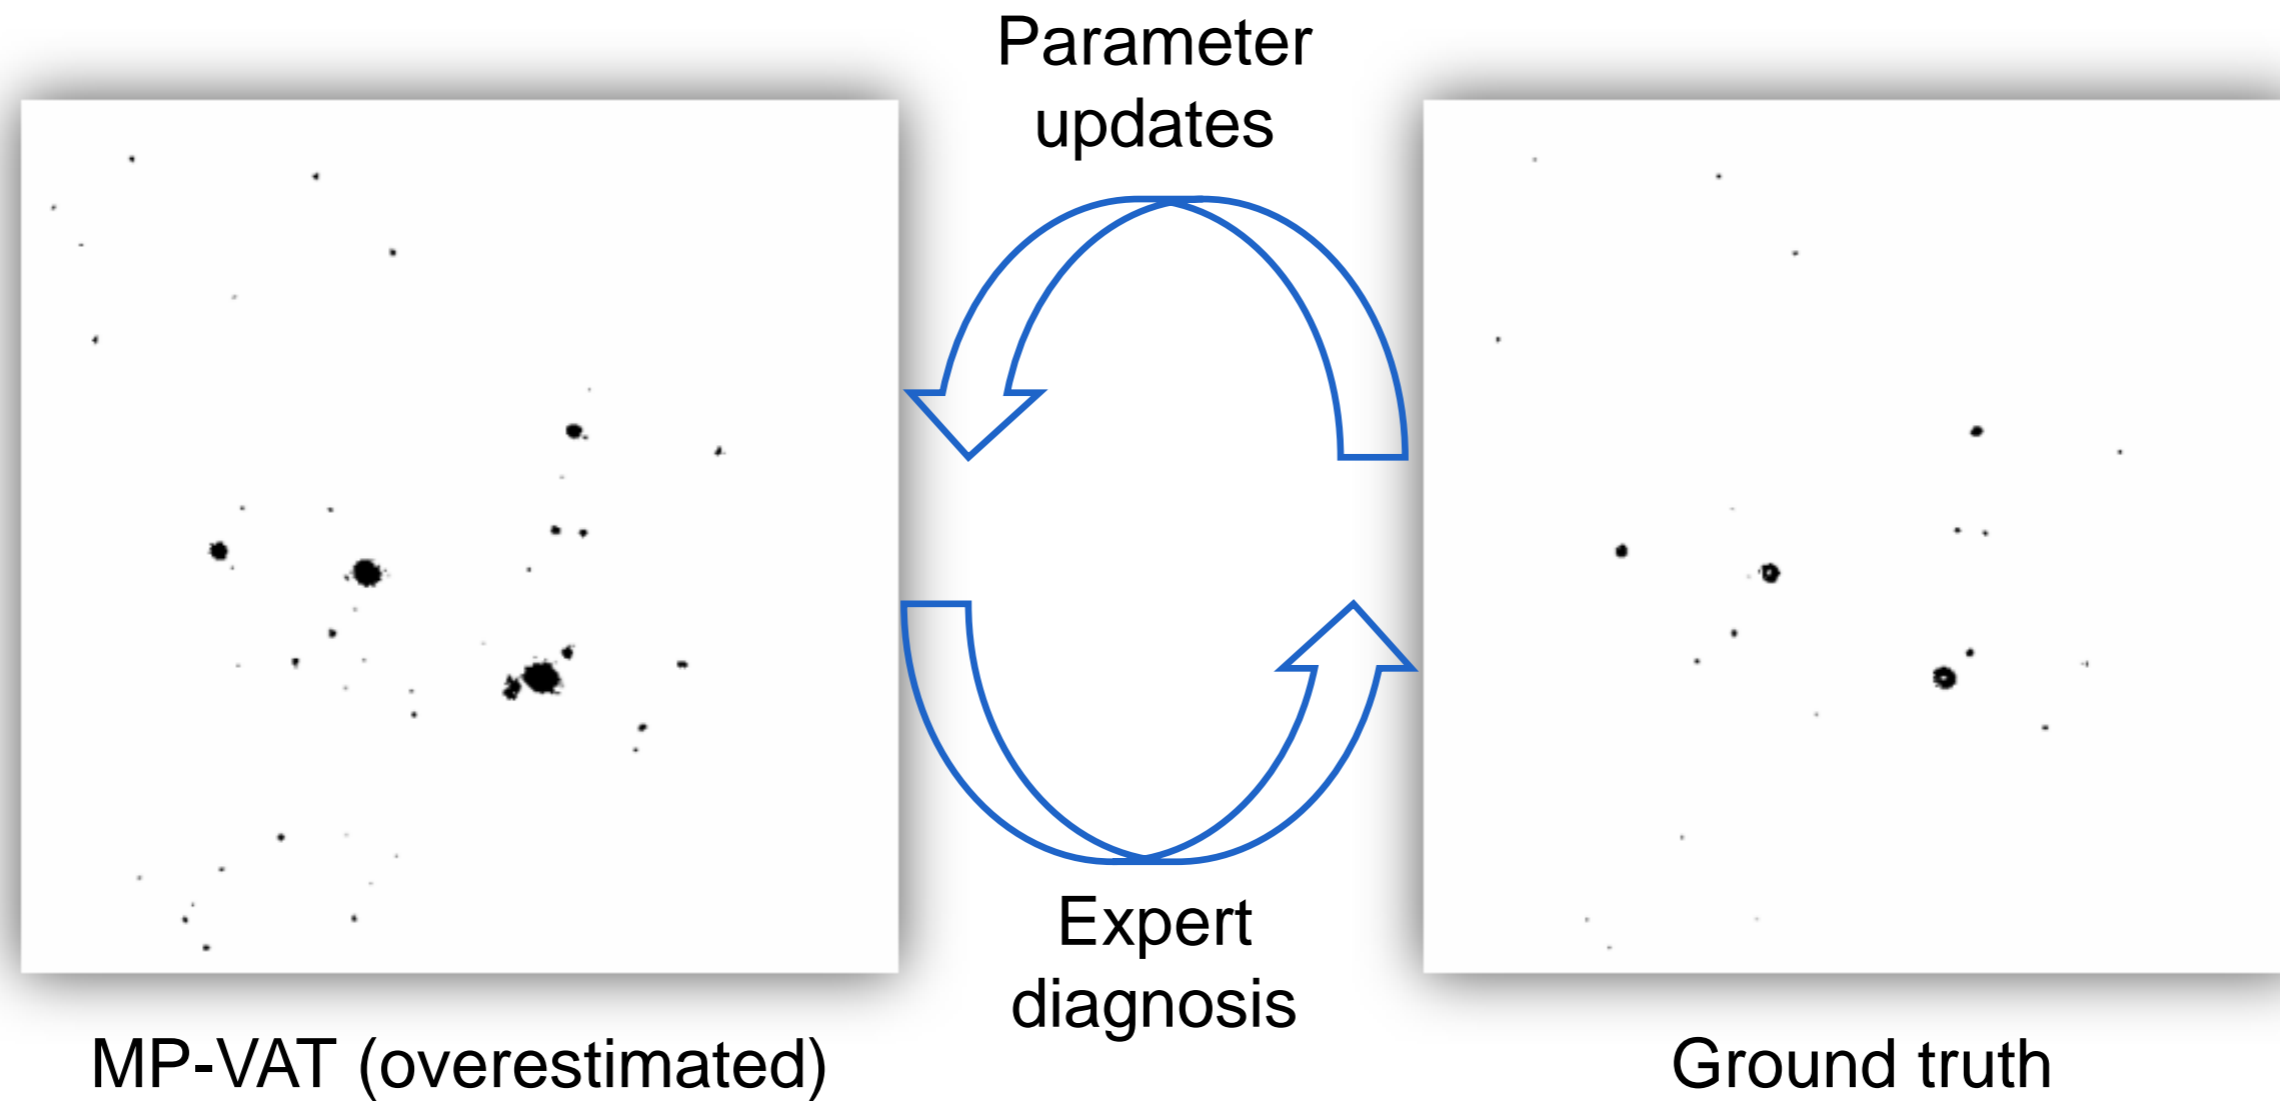 Parameter
updates
Expert
diagnosis
MP-VAT (overestimated)
Ground truth